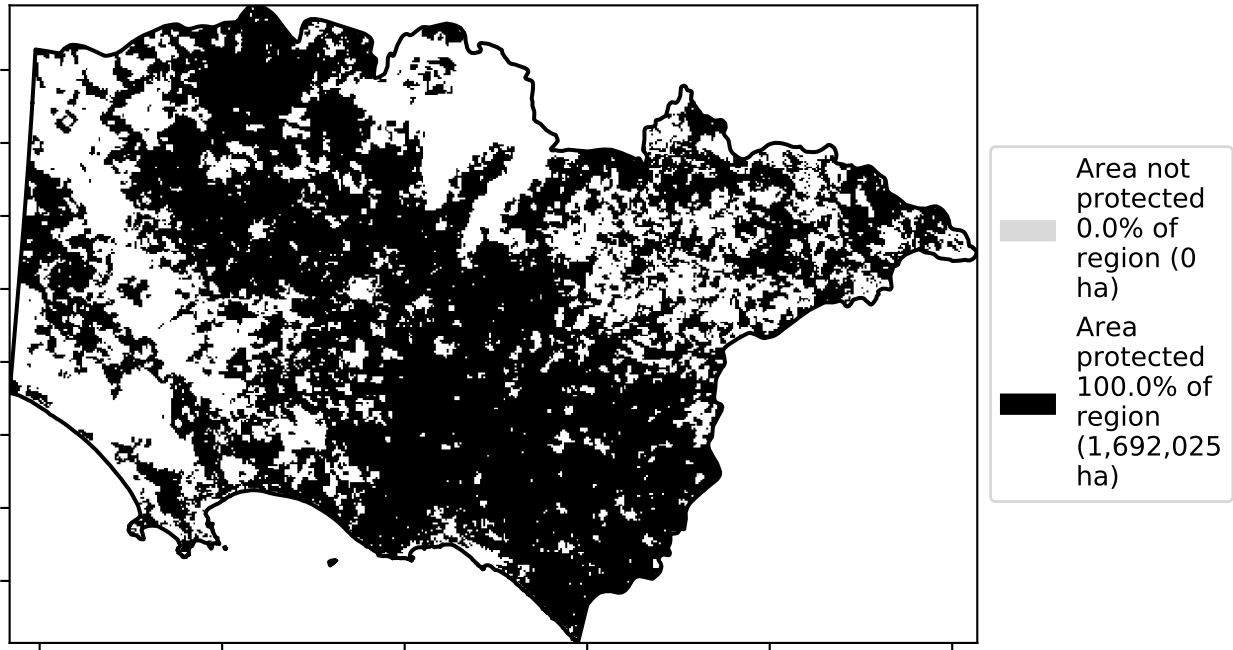 Area not
protected
0.0% of
region (0
ha)
Area
protected
100.0% of
region
(1,692,025
ha)